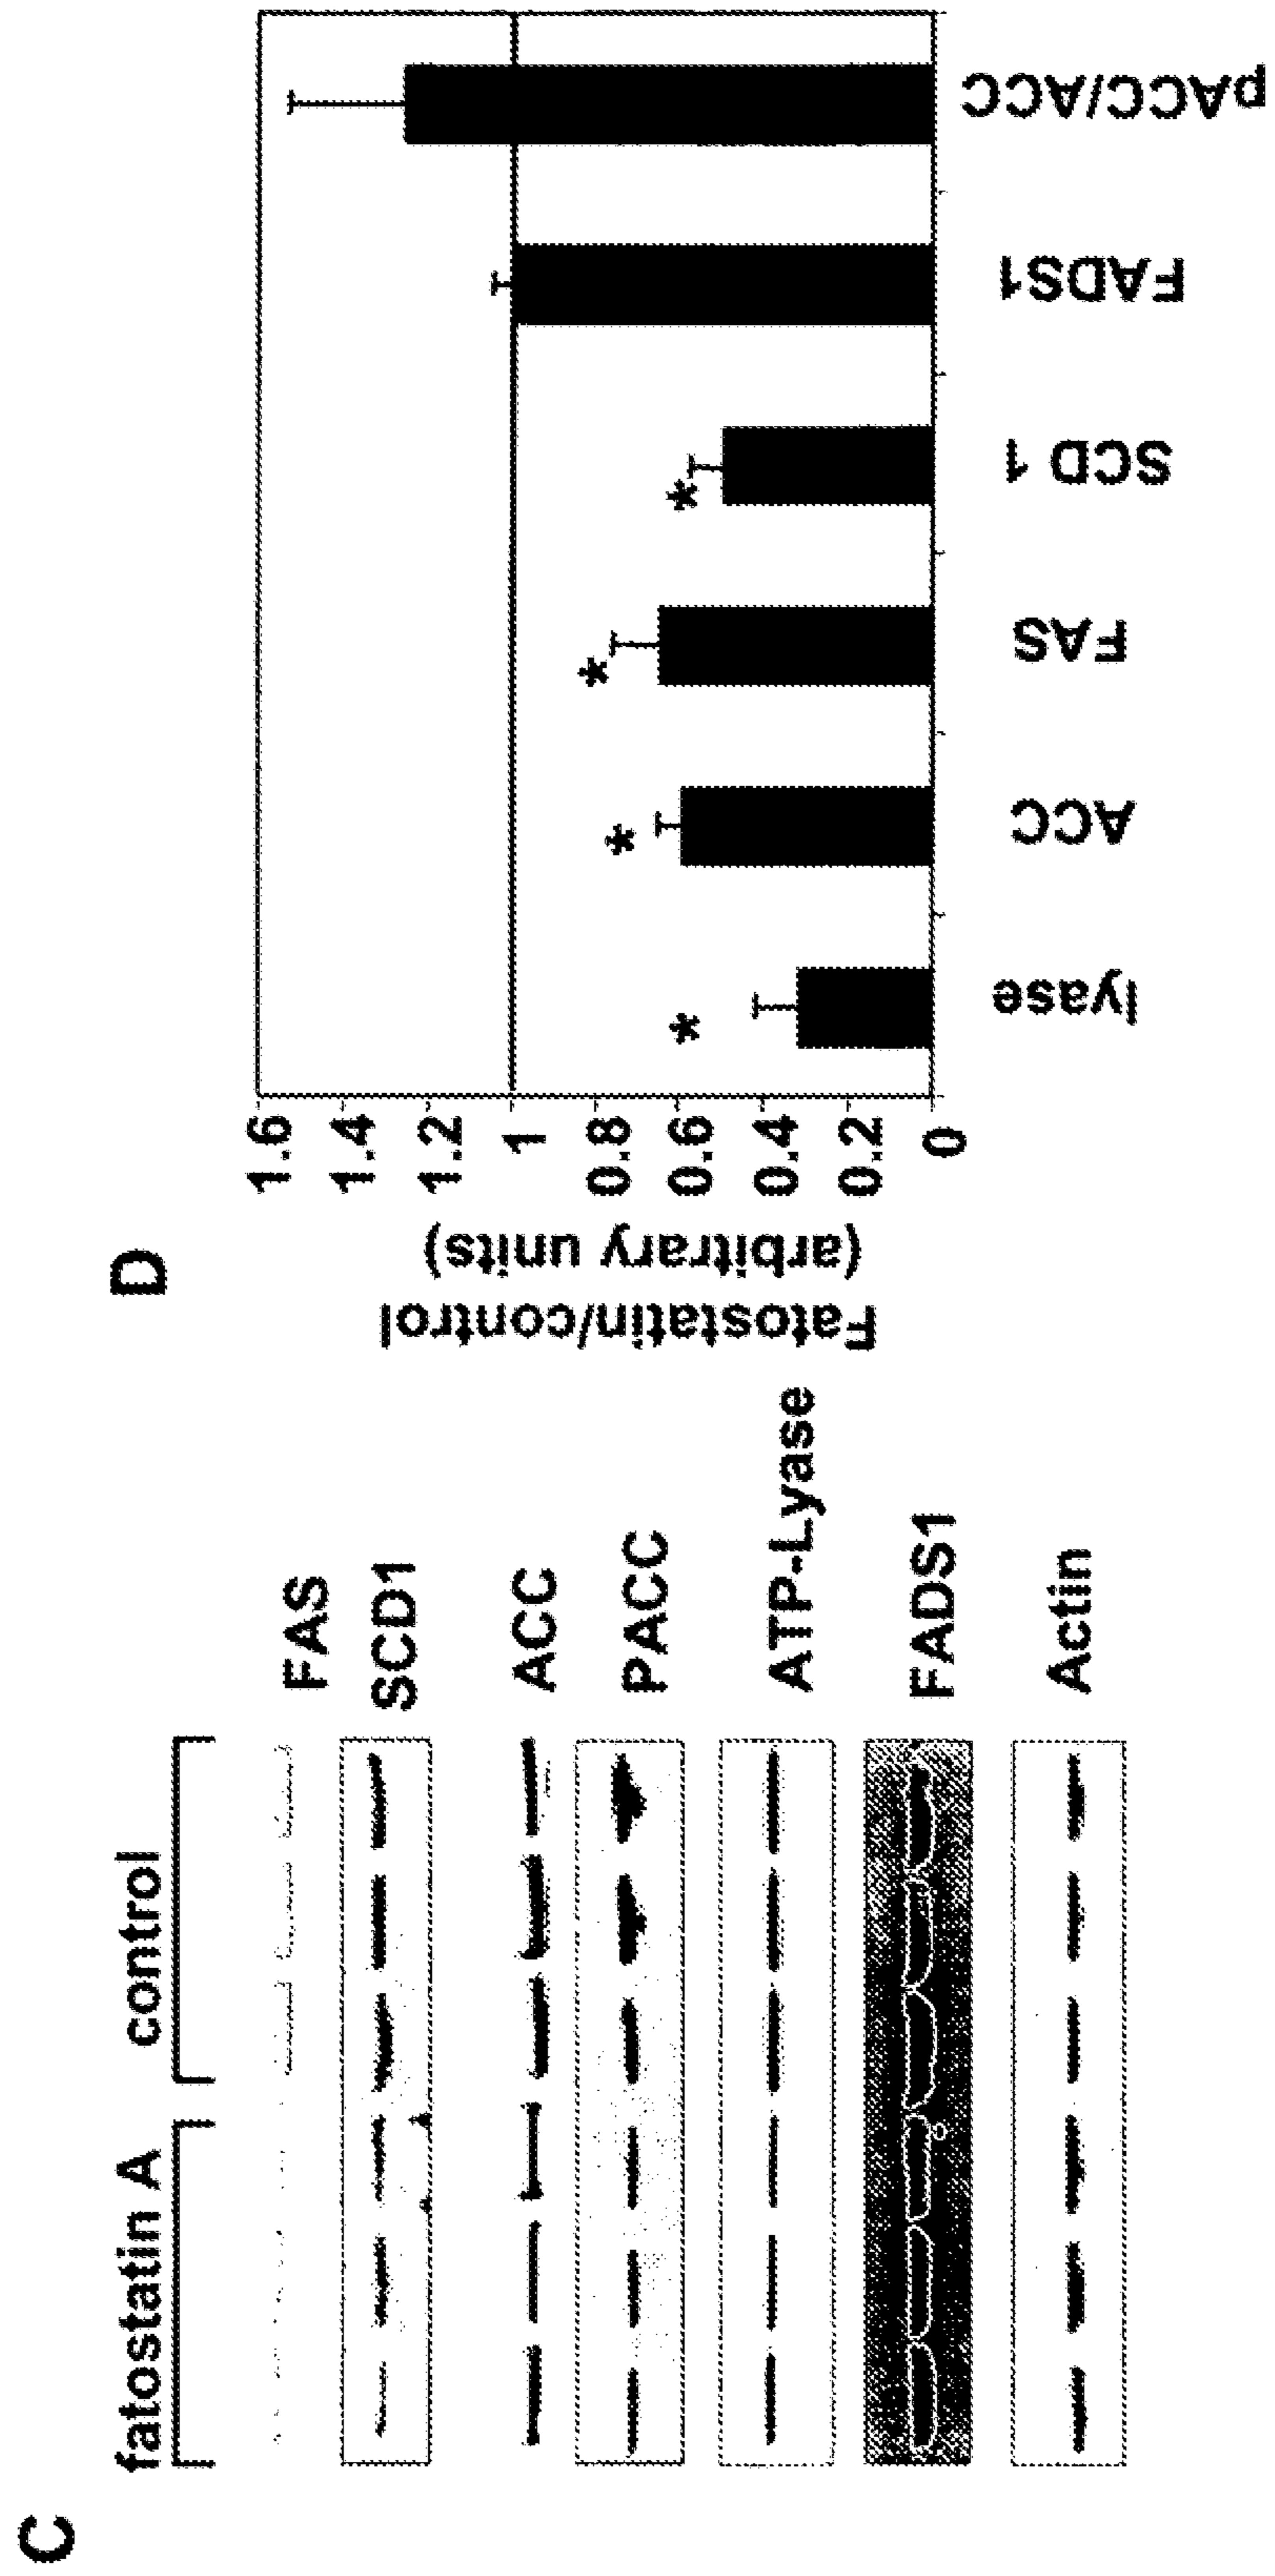 C
fatostatin A
control
FAS
SCD1
ACC
PACC
ATP-Lyase
FADS1
Actin
D
Fatostatin/control
(arbitrary units)
1.6
1.4
1.2
1
0.8
0.6
0.4
0.2
0
*
*
*
*
lyase
ACC
FAS
SCD 1
FADS1
pACC/ACC